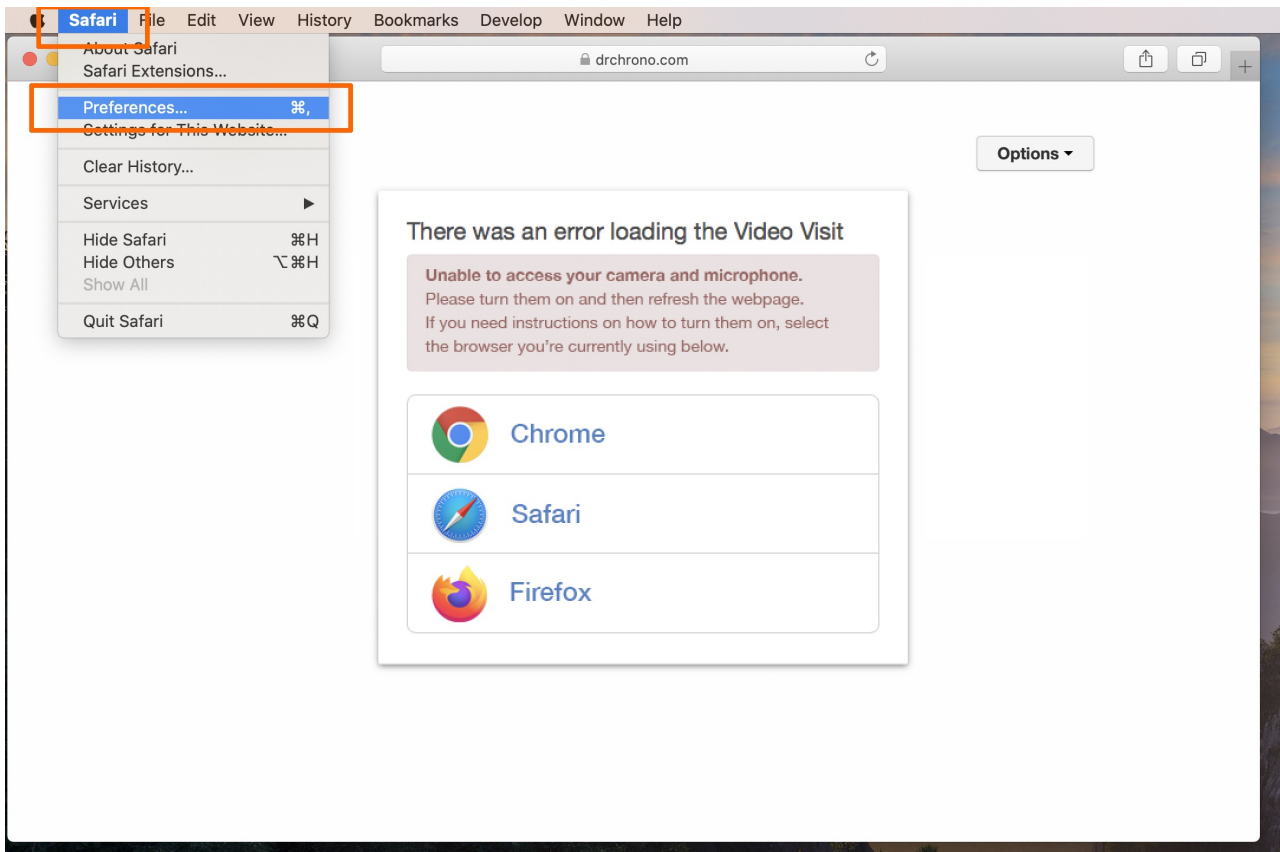 Safari File Edit View History Bookmarks Develop Window Help
About Safari
Safari Extensions...
Preferences... ⌘,
Settings for This Website...
Clear History...
Services ▶
Hide Safari ⌘H
Hide Others ⌥⌘H
Show All
Quit Safari ⌘Q
drchrono.com
Options
There was an error loading the Video Visit
Unable to access your camera and microphone.
Please turn them on and then refresh the webpage.
If you need instructions on how to turn them on, select
the browser you're currently using below.
Chrome
Safari
Firefox